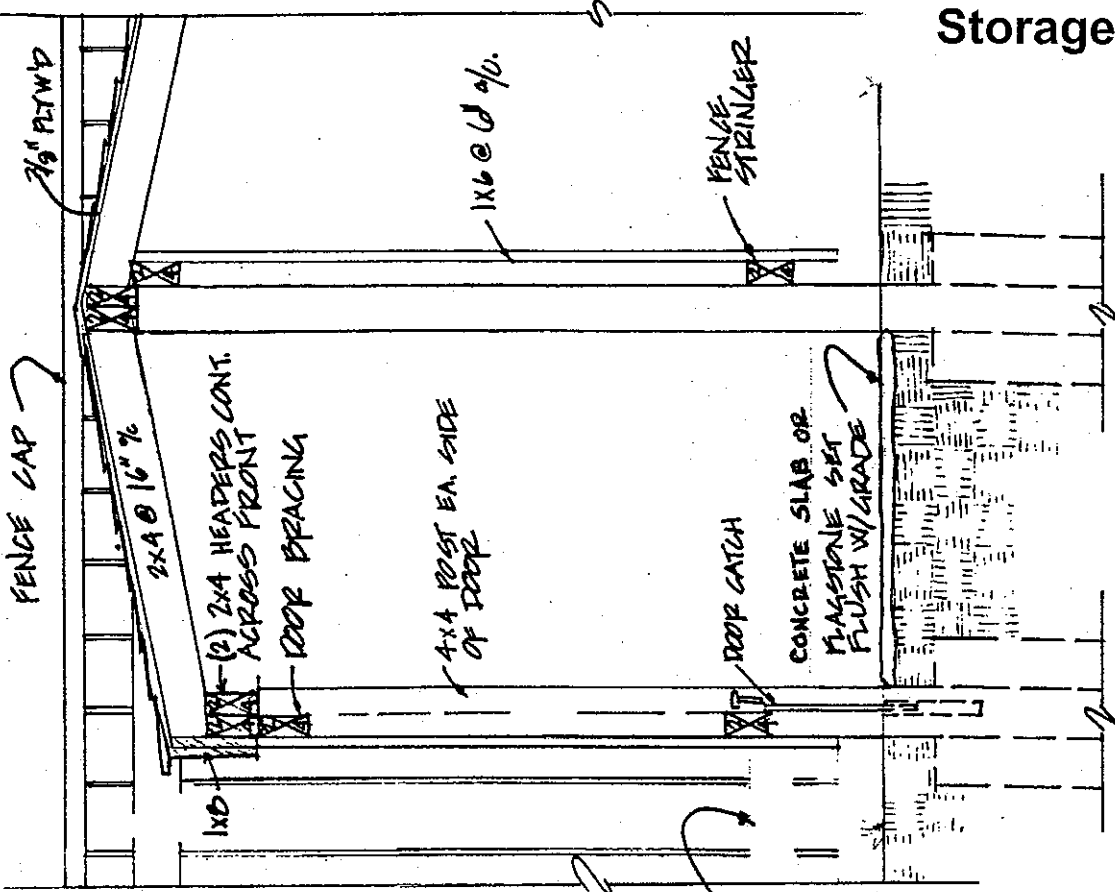 Storage
FENCE CAP
3/8" PLYW'D
2x4 @ 16" %
(2) 2x4 HEADERS CONT.
ACROSS FRONT
DOOR BRACING
1x8
1x6 @ 6" o/c.
4x4 POST EA. SIDE
OF DOOR
FENCE
STRINGER
DOOR CATCH
CONCRETE SLAB OR
FLAGSTONE SET
FLUSH W/GRADE